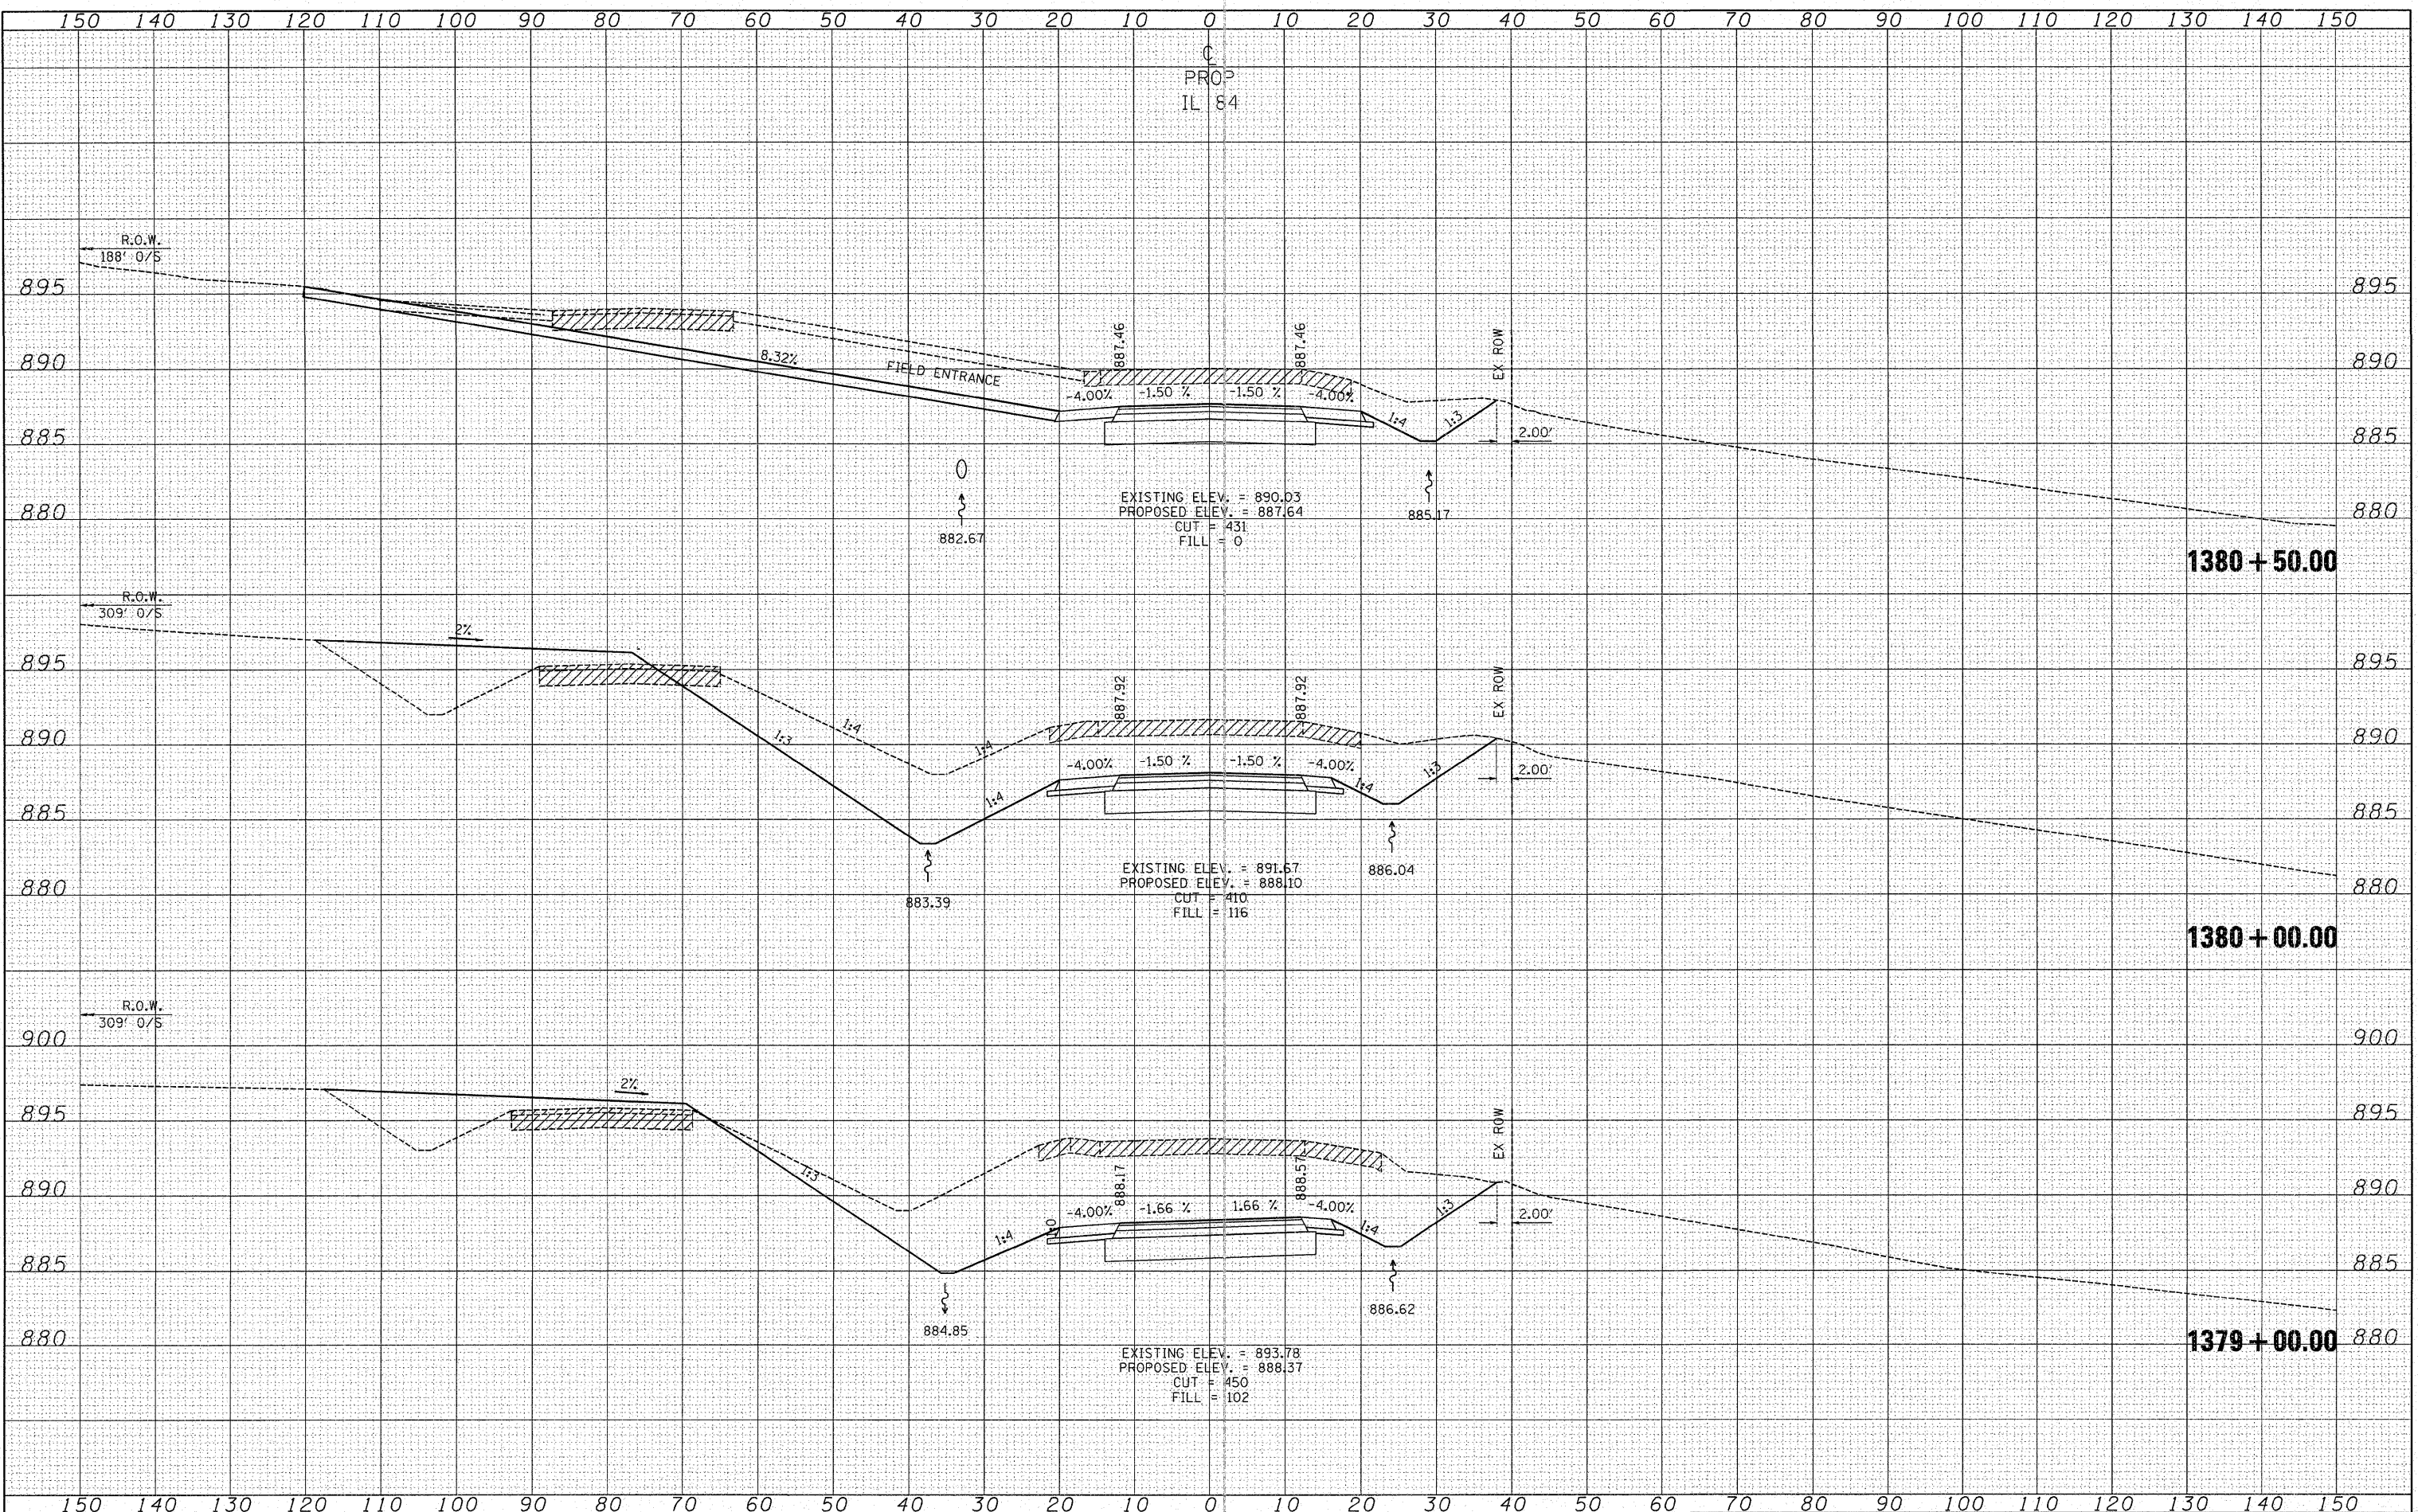 150 140 130 120 110 100 90 80 70 60 50 40 30 20 10 0 10 20 30 40 50 60 70 80 90 100 110 120 130 140 150
℄
PROP
IL 84
R.O.W.
188' O/S
895 895
887.46 887.46 EX ROW
890 8.32% FIELD ENTRANCE 890
-4.00% -1.50 % -1.50 % -4.00%
1:4 1:3
885 2.00' 885
EXISTING ELEV. = 890.03
PROPOSED ELEV. = 887.64
CUT = 431
FILL = 0
880 880
882.67 885.17
1380+50.00
R.O.W.
309' O/S
2%
895 895
887.92 887.92 EX ROW
1:3 1:4 1:4
890 890
-4.00% -1.50 % -1.50 % -4.00%
1:4 1:4 1:3 2.00'
885 885
EXISTING ELEV. = 891.67
PROPOSED ELEV. = 888.10
CUT = 410
FILL = 116
880 880
883.39 886.04
1380+00.00
R.O.W.
309' O/S
900 900
2%
895 895
EX ROW
1:3 888.17 888.57
890 890
-4.00% -1.66 % 1.66 % -4.00%
1:4 1:0 1:4 1:3 2.00'
885 885
884.85 886.62
880 1379+00.00 880
EXISTING ELEV. = 893.78
PROPOSED ELEV. = 888.37
CUT = 450
FILL = 102
150 140 130 120 110 100 90 80 70 60 50 40 30 20 10 0 10 20 30 40 50 60 70 80 90 100 110 120 130 140 150